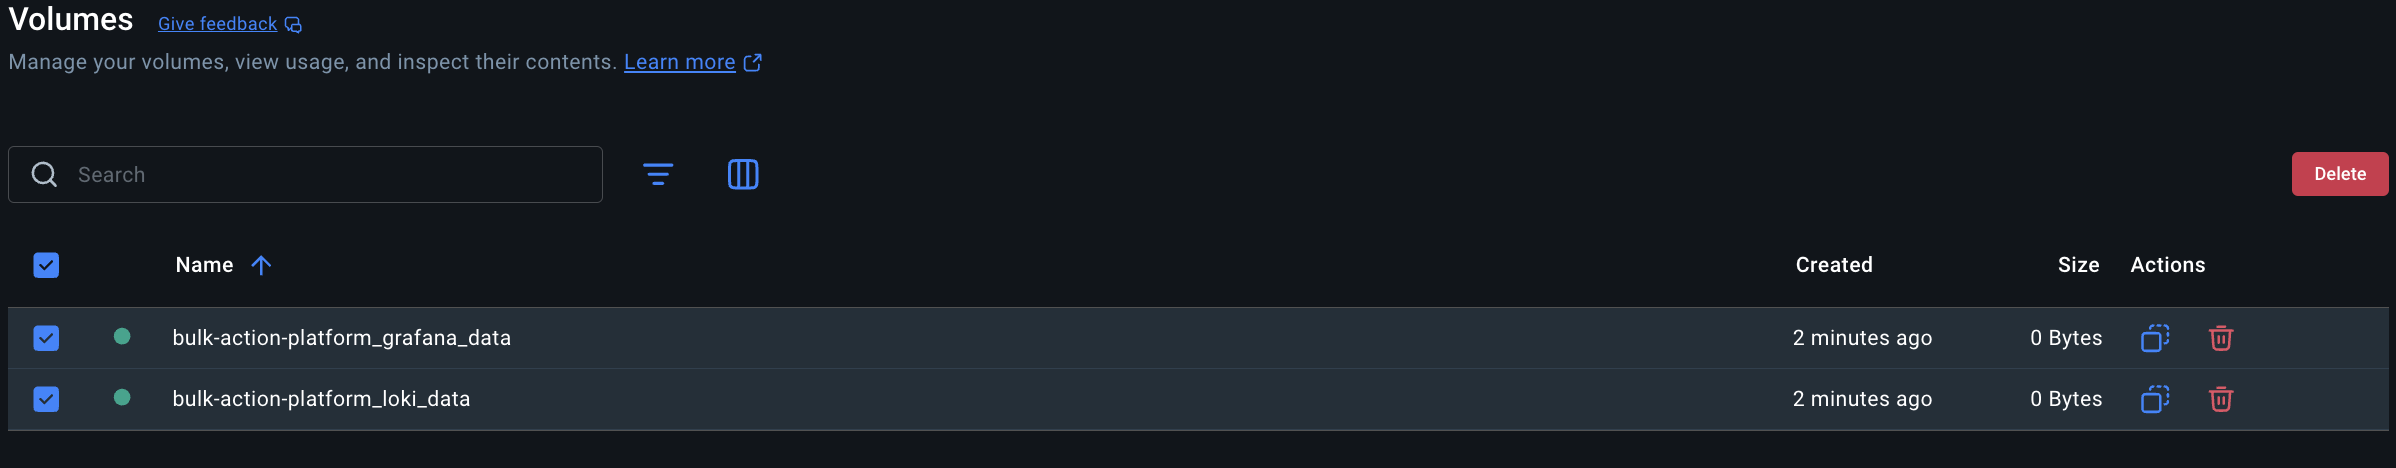 Volumes Give feedback
Manage your volumes, view usage, and inspect their contents. Learn more
Search
Delete
Name Created Size Actions
bulk-action-platform_grafana_data 2 minutes ago 0 Bytes
bulk-action-platform_loki_data 2 minutes ago 0 Bytes